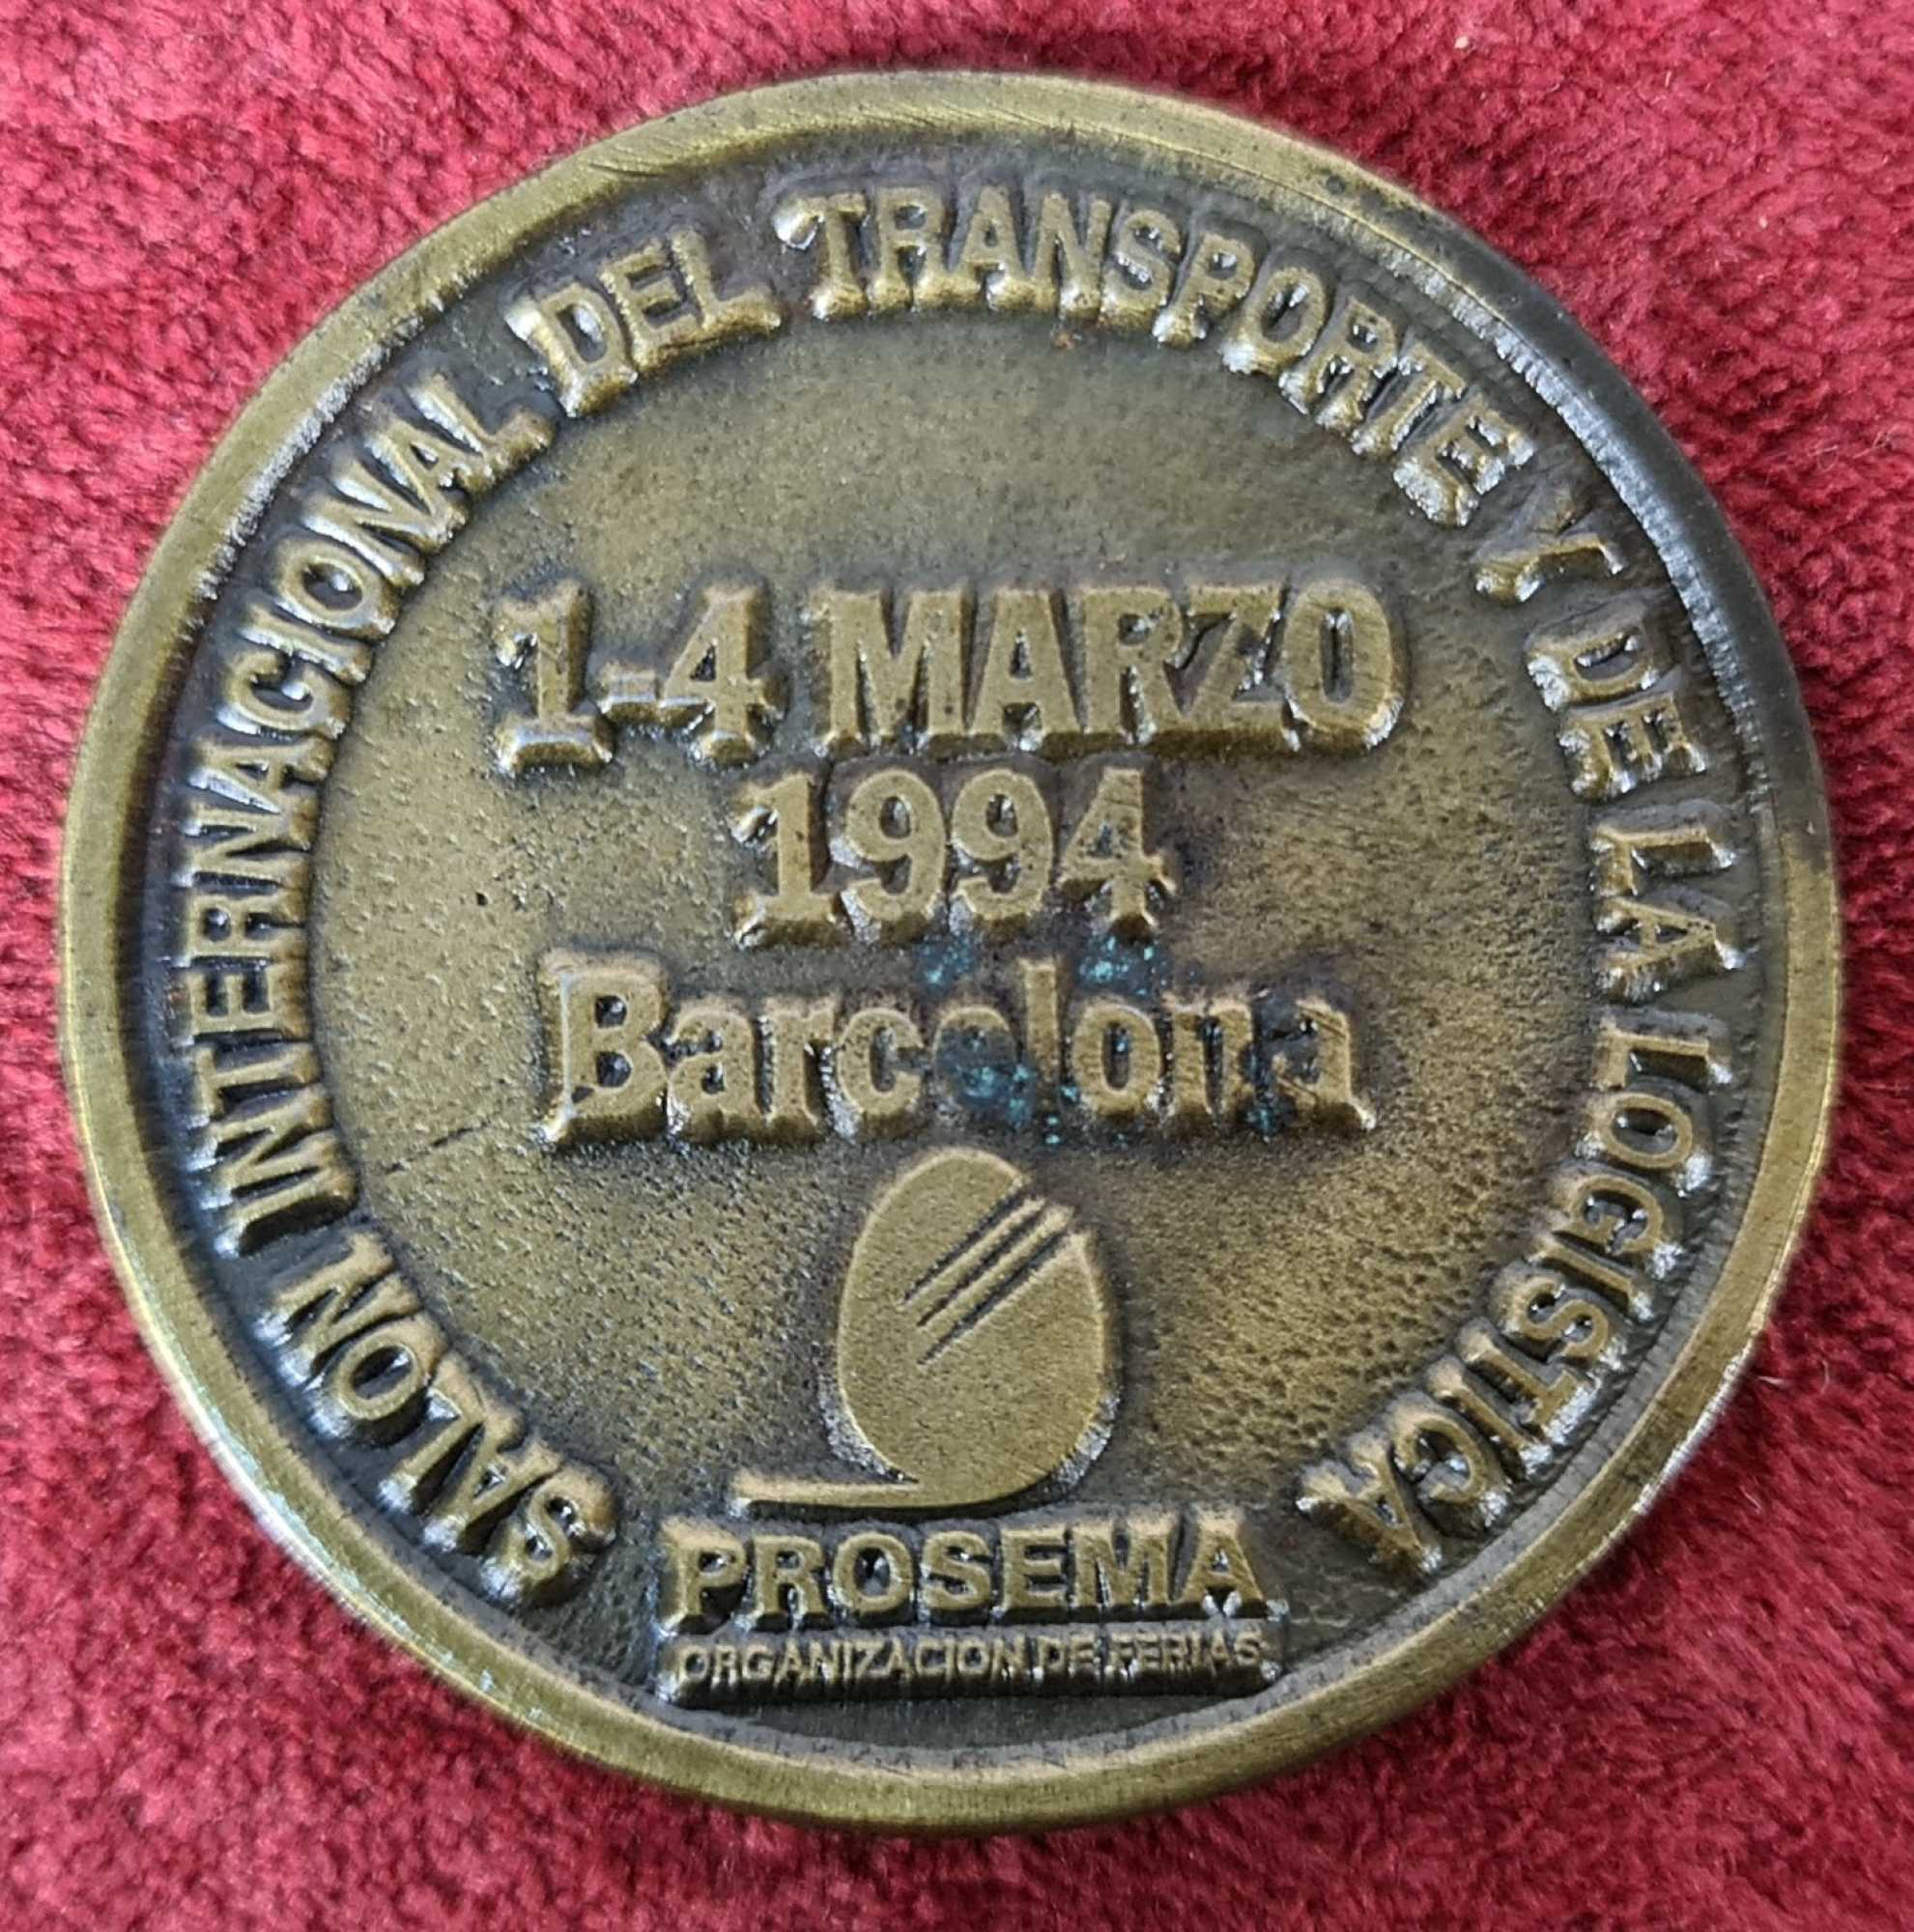 SALON INTERNACIONAL DEL TRANSPORTE Y DE LA LOGISTICA
1-4 MARZO
1994
Barcelona
PROSEMA
ORGANIZACION DE FERIAS